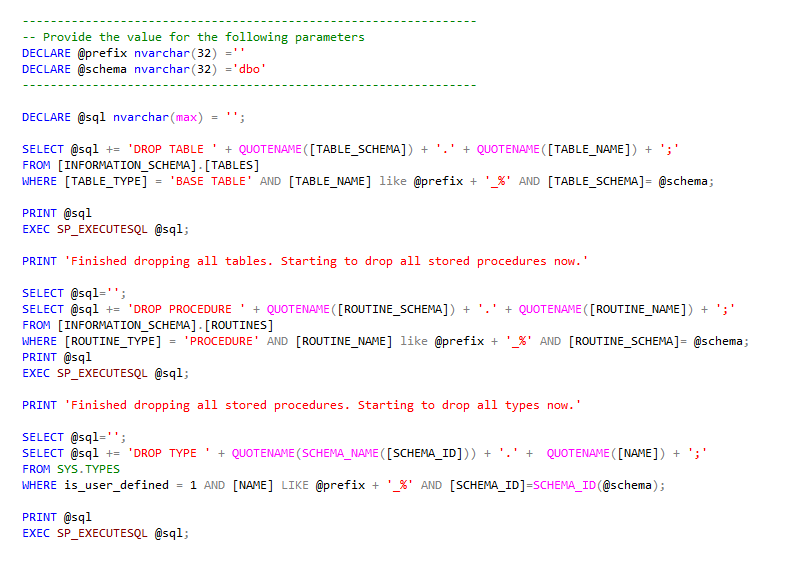 -----------------------------------------------------------------
-- Provide the value for the following parameters
DECLARE @prefix nvarchar(32) =''
DECLARE @schema nvarchar(32) ='dbo'
-----------------------------------------------------------------
DECLARE @sql nvarchar(max) = '';
SELECT @sql += 'DROP TABLE ' + QUOTENAME([TABLE_SCHEMA]) + '.' + QUOTENAME([TABLE_NAME]) + ';'
FROM [INFORMATION_SCHEMA].[TABLES]
WHERE [TABLE_TYPE] = 'BASE TABLE' AND [TABLE_NAME] like @prefix + '_%' AND [TABLE_SCHEMA]= @schema;
PRINT @sql
EXEC SP_EXECUTESQL @sql;
PRINT 'Finished dropping all tables. Starting to drop all stored procedures now.'
SELECT @sql='';
SELECT @sql += 'DROP PROCEDURE ' + QUOTENAME([ROUTINE_SCHEMA]) + '.' + QUOTENAME([ROUTINE_NAME]) + ';'
FROM [INFORMATION_SCHEMA].[ROUTINES]
WHERE [ROUTINE_TYPE] = 'PROCEDURE' AND [ROUTINE_NAME] like @prefix + '_%' AND [ROUTINE_SCHEMA]= @schema;
PRINT @sql
EXEC SP_EXECUTESQL @sql;
PRINT 'Finished dropping all stored procedures. Starting to drop all types now.'
SELECT @sql='';
SELECT @sql += 'DROP TYPE ' + QUOTENAME(SCHEMA_NAME([SCHEMA_ID])) + '.' +  QUOTENAME([NAME]) + ';'
FROM SYS.TYPES
WHERE is_user_defined = 1 AND [NAME] LIKE @prefix + '_%' AND [SCHEMA_ID]=SCHEMA_ID(@schema);
PRINT @sql
EXEC SP_EXECUTESQL @sql;